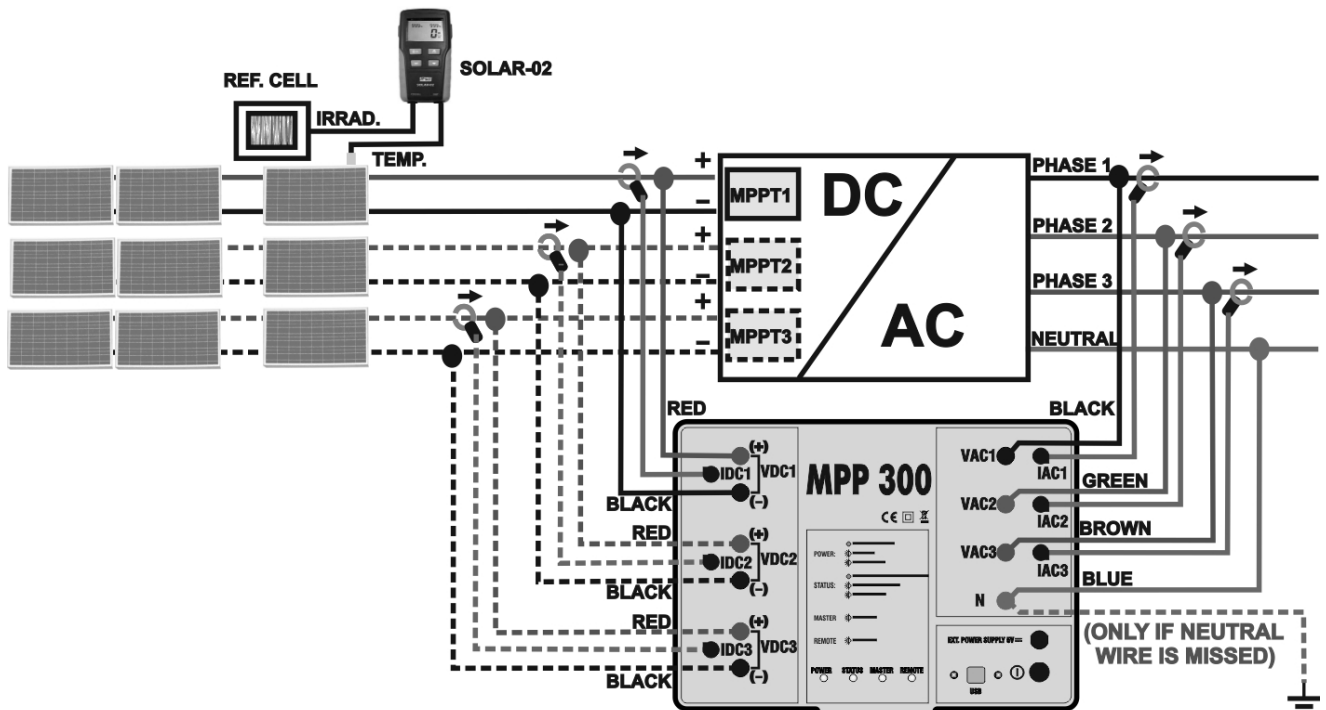 SOLAR-02
REF. CELL
IRRAD.
TEMP.
+
−
+
−
+
−
MPPT1
MPPT2
MPPT3
DC
AC
PHASE 1
PHASE 2
PHASE 3
NEUTRAL
RED
BLACK
RED
BLACK
RED
BLACK
(+)
IDC1
VDC1
(−)
(+)
IDC2
VDC2
(−)
(+)
IDC3
VDC3
(−)
MPP 300
CE
POWER:
STATUS:
MASTER
REMOTE
POWER STATUS MASTER REMOTE
BLACK
VAC1
IAC1
GREEN
VAC2
IAC2
BROWN
VAC3
IAC3
BLUE
N
(ONLY IF NEUTRAL
WIRE IS MISSED)
EXT. POWER SUPPLY 5V
USB